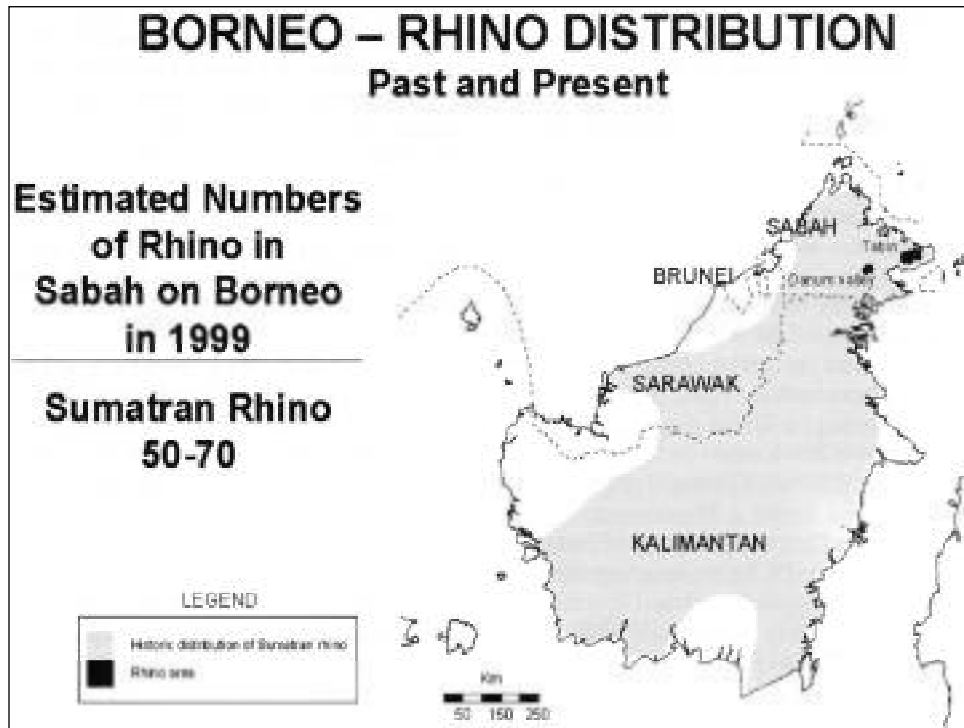 BORNEO – RHINO DISTRIBUTION
Past and Present
Estimated Numbers
of Rhino in
Sabah on Borneo
in 1999
Sumatran Rhino
50-70
SABAH
Tabin
BRUNEI
Danum Valley
SARAWAK
KALIMANTAN
LEGEND
Historic distribution of Sumatran rhino
Rhino area
Km
50 150 250